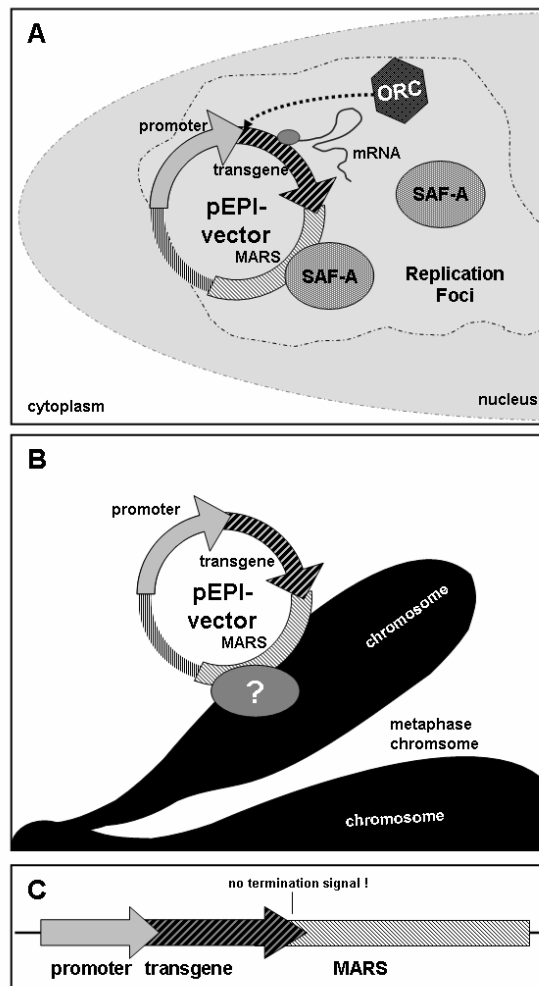 A
ORC
promoter
mRNA
transgene
SAF-A
pEPI-
vector
MARS
SAF-A
Replication
Foci
cytoplasm
nucleus
B
promoter
transgene
pEPI-
vector
MARS
chromosome
?
metaphase
chromsome
chromosome
C
no termination signal !
promoter transgene MARS